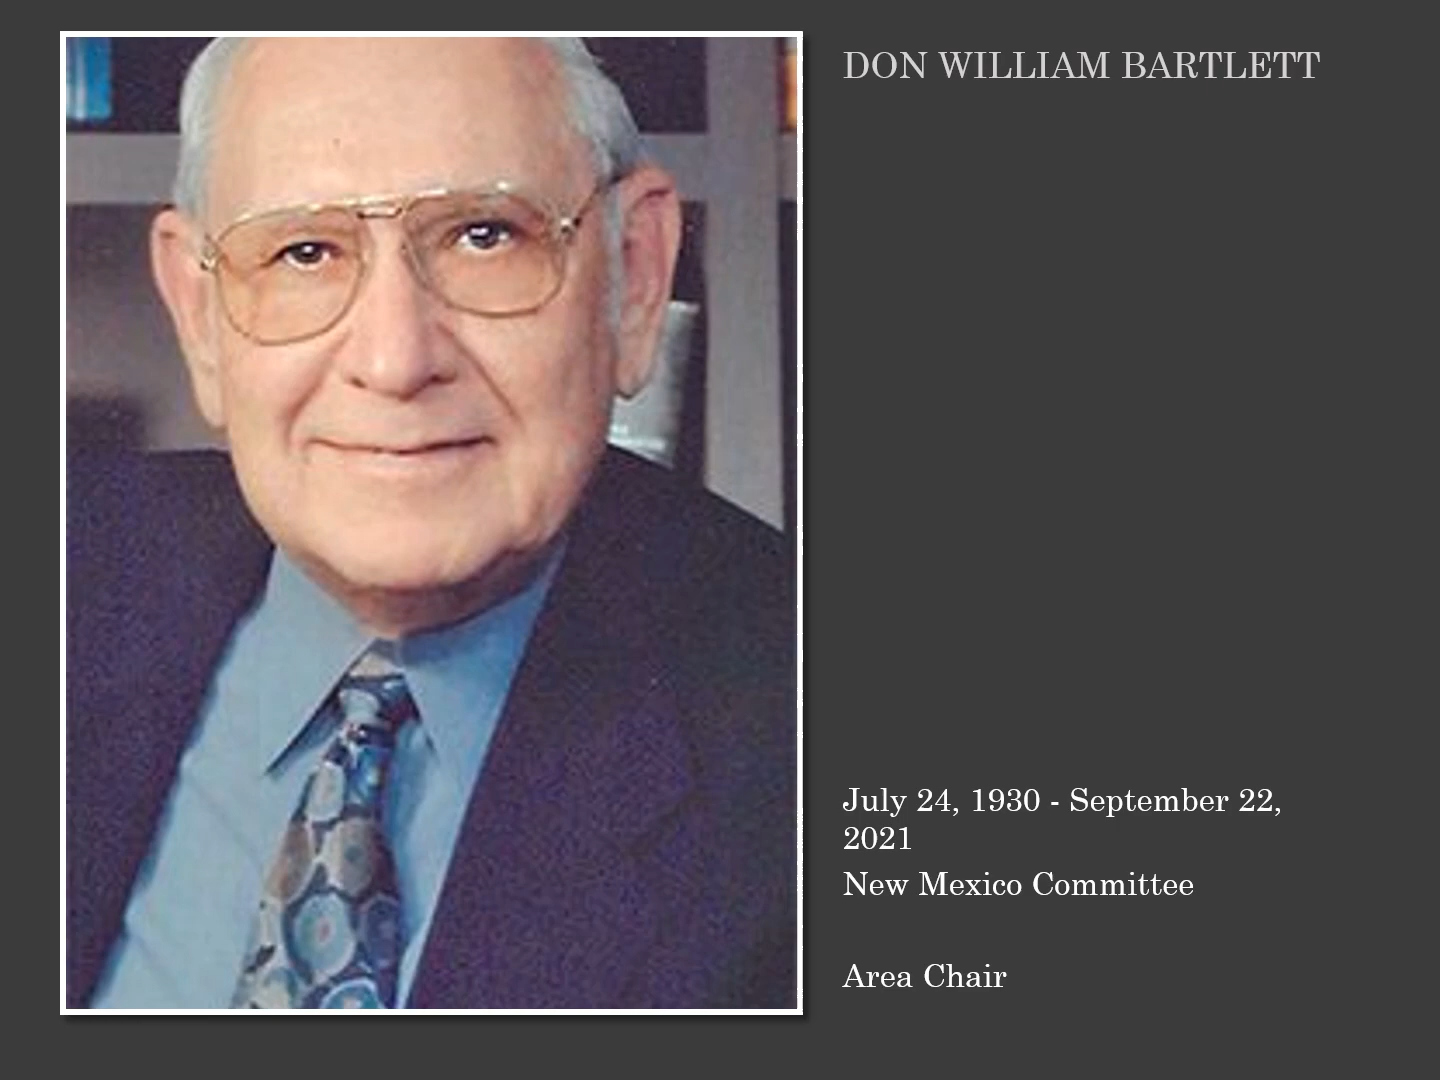 DON WILLIAM BARTLETT
July 24, 1930 - September 22,
2021
New Mexico Committee
Area Chair